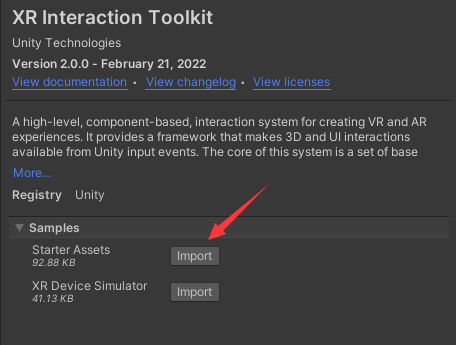 XR Interaction Toolkit
Unity Technologies
Version 2.0.0 - February 21, 2022
View documentation • View changelog • View licenses
A high-level, component-based, interaction system for creating VR and AR
experiences. It provides a framework that makes 3D and UI interactions
available from Unity input events. The core of this system is a set of base
More...
Registry Unity
Samples
Starter Assets Import
92.88 KB
XR Device Simulator Import
41.13 KB